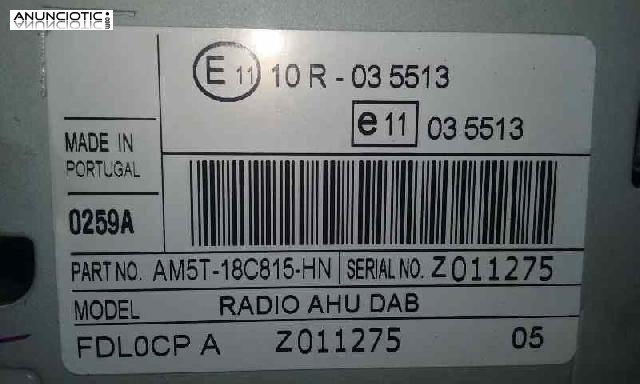 ANUNCIOTIC.es
E 11 10 R - 03 5513
e 11 03 5513
MADE IN
PORTUGAL
0259A
PART NO. AM5T-18C815-HN SERIAL NO. Z011275
MODEL RADIO AHU DAB
FDL0CP A Z011275 05